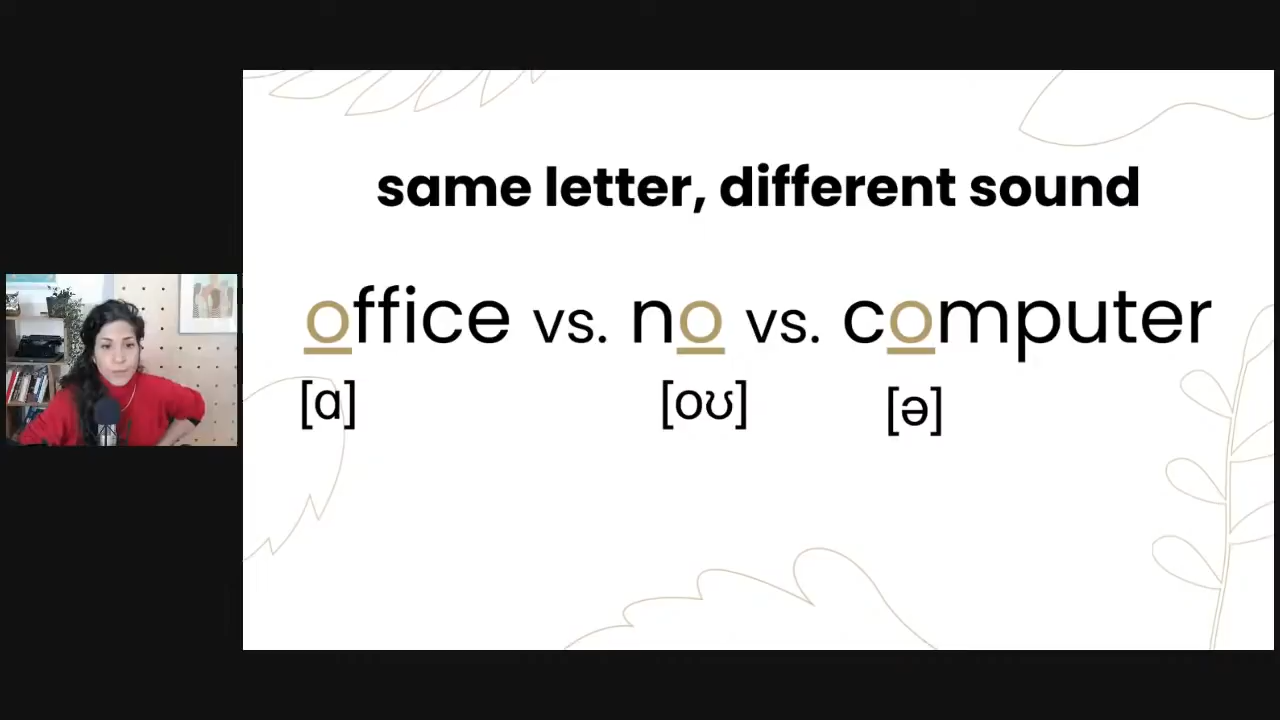 same letter, different sound
office vs. no vs. computer
[ɑ] [oʊ] [ə]